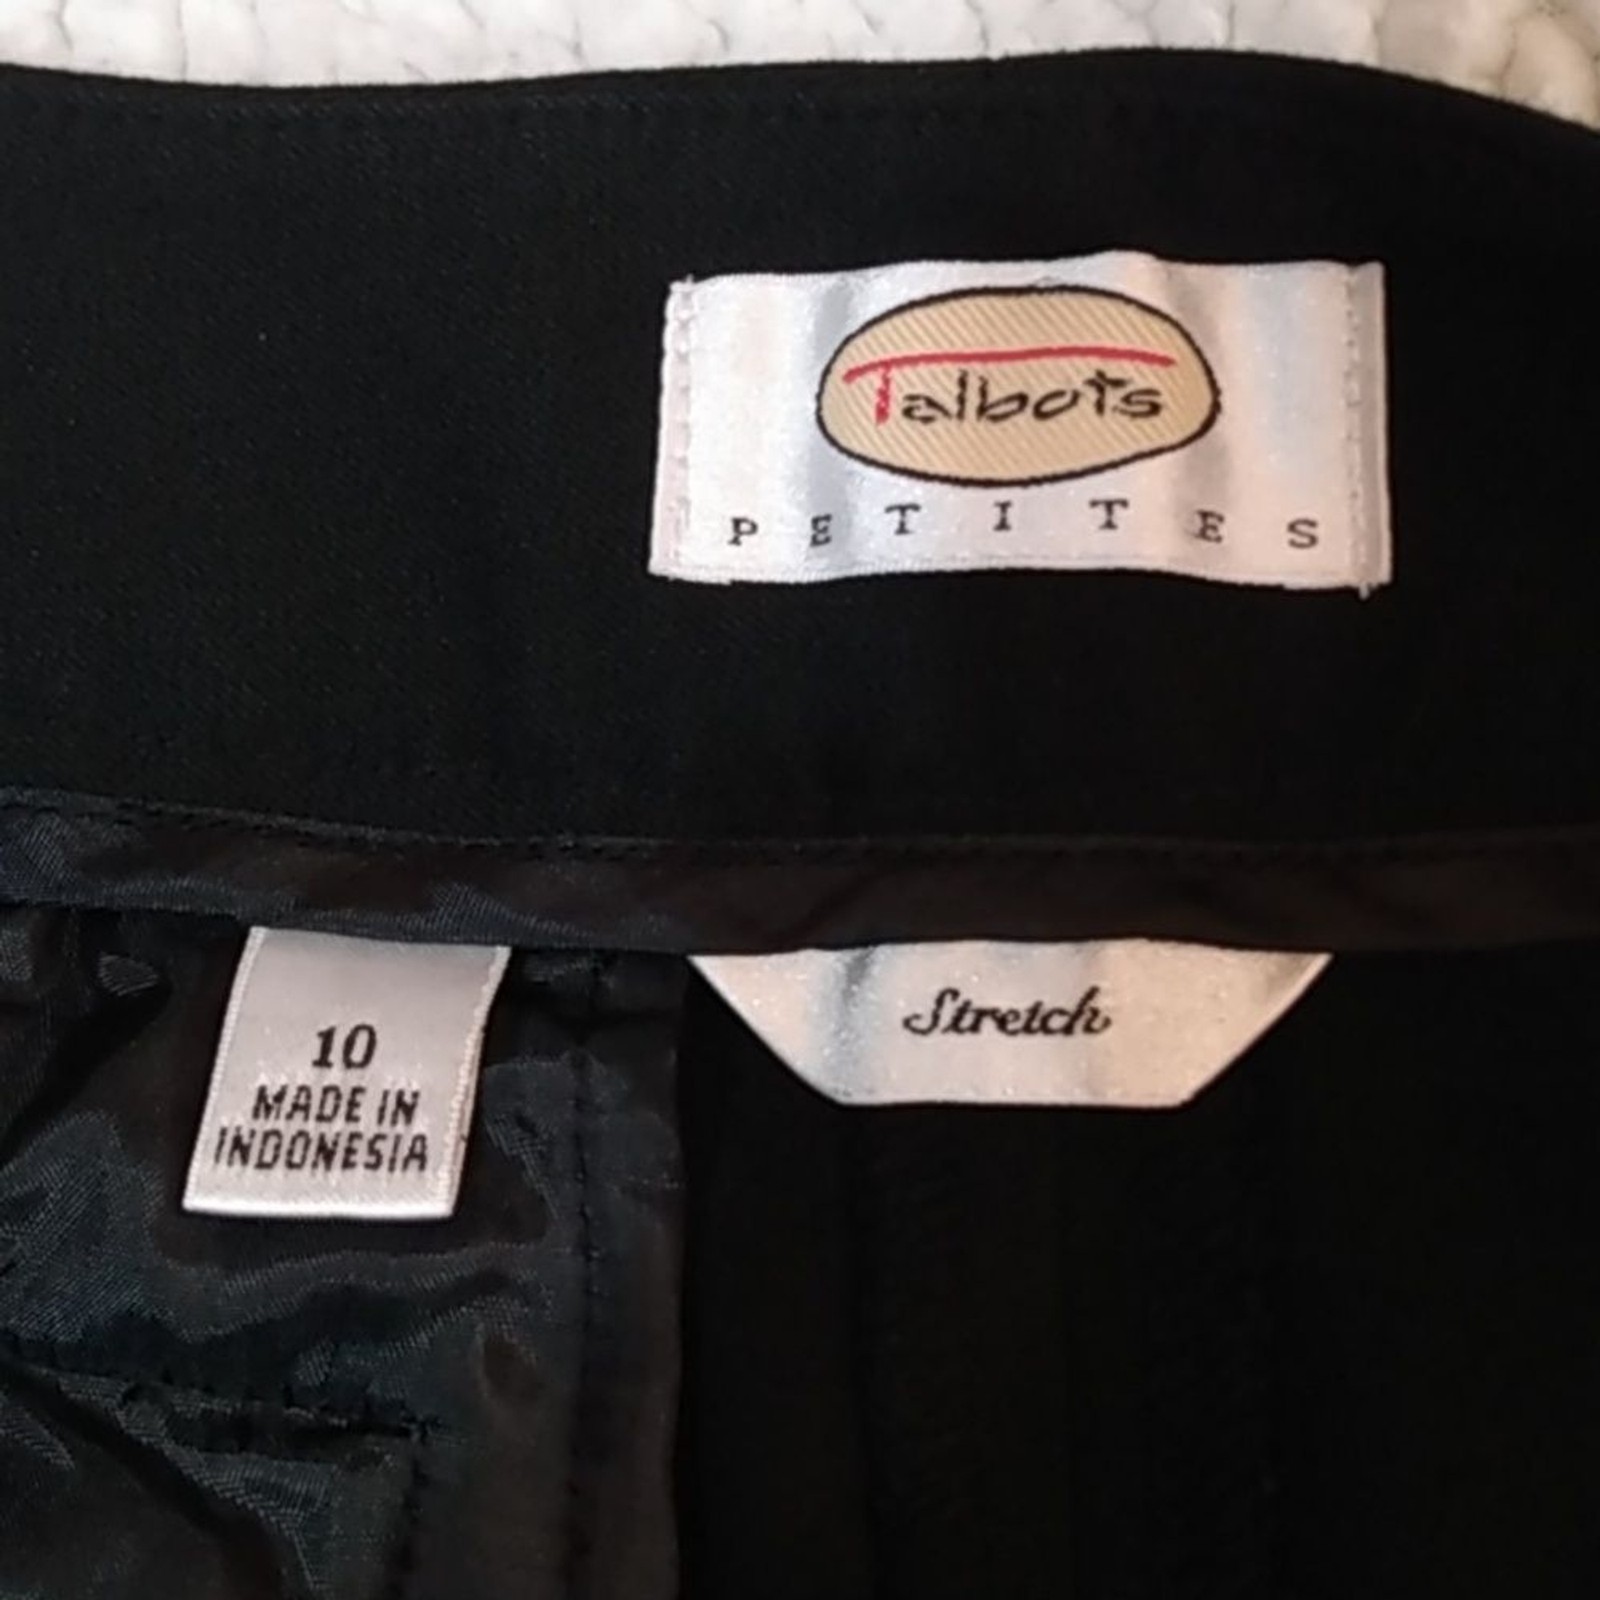 Talbots
PETITES
Stretch
10
MADE IN
INDONESIA